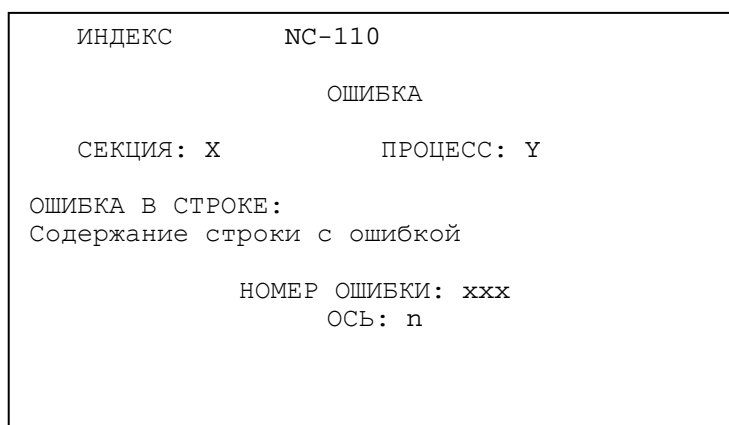 ИНДЕКС NC-110
ОШИБКА
СЕКЦИЯ: X ПРОЦЕСС: Y
ОШИБКА В СТРОКЕ:
Содержание строки с ошибкой
НОМЕР ОШИБКИ: xxx
ОСЬ: n